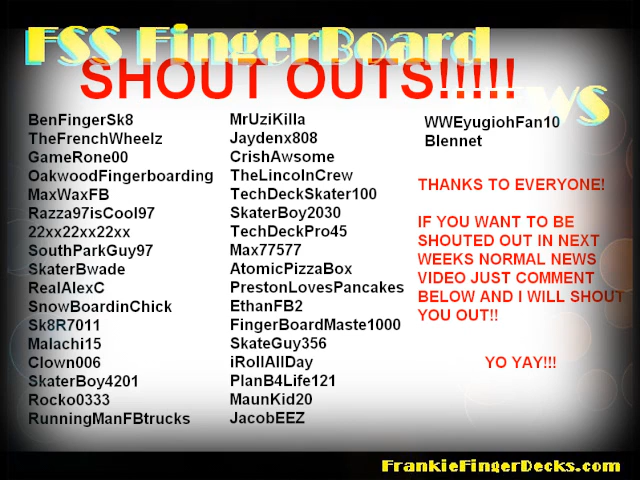 FSS FingerBoard
SHOUT OUTS!!!!!
BenFingerSk8
TheFrenchWheelz
GameRone00
OakwoodFingerboarding
MaxWaxFB
Razza97isCool97
22xx22xx22xx
SouthParkGuy97
SkaterBwade
RealAlexC
SnowBoardinChick
Sk8R7011
Malachi15
Clown006
SkaterBoy4201
Rocko0333
RunningManFBtrucks
MrUziKilla
Jaydenx808
CrishAwsome
TheLincolnCrew
TechDeckSkater100
SkaterBoy2030
TechDeckPro45
Max77577
AtomicPizzaBox
PrestonLovesPancakes
EthanFB2
FingerBoardMaste1000
SkateGuy356
iRollAllDay
PlanB4Life121
MaunKid20
JacobEEZ
WWEyugiohFan10
Blennet
THANKS TO EVERYONE!
IF YOU WANT TO BE
SHOUTED OUT IN NEXT
WEEKS NORMAL NEWS
VIDEO JUST COMMENT
BELOW AND I WILL SHOUT
YOU OUT!!
YO YAY!!!
FrankieFingerDecks.com